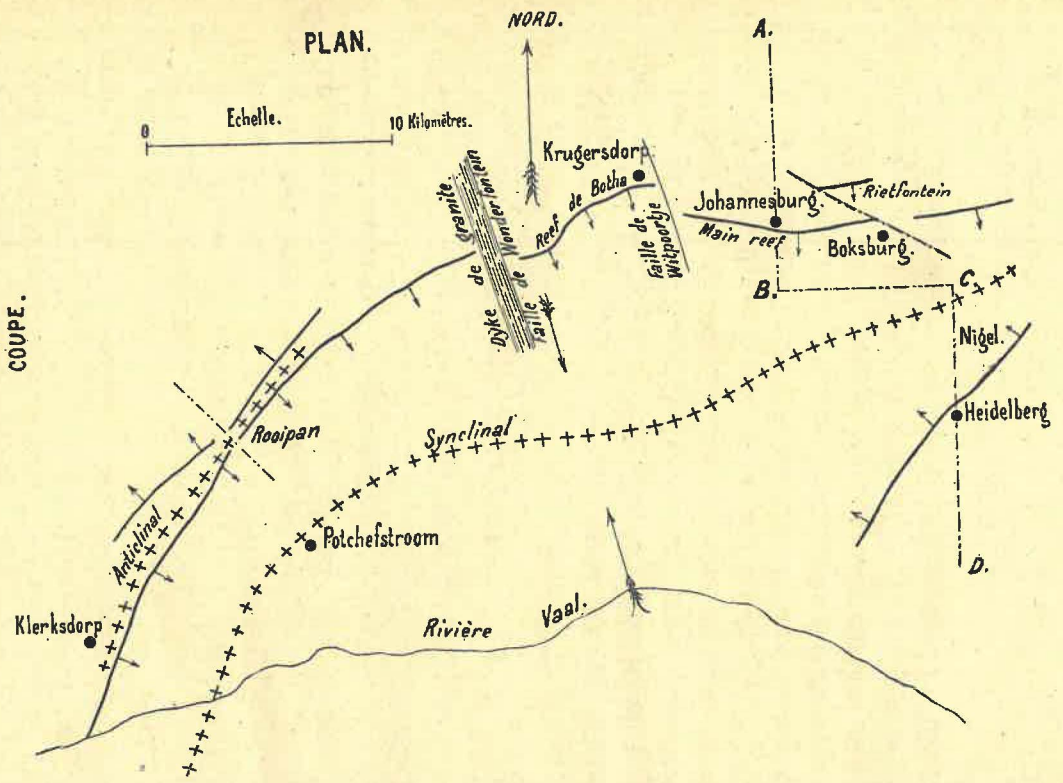 PLAN.
NORD.
A.
Echelle.
0
10 Kilomètres.
Krugersdorp
Reef de Botha
Dyke de Granite
Faille de Wonderfontein
Faille de Witpoortje
Johannesburg.
Rietfontein
Main reef
Boksburg.
B.
C.
COUPE.
Nigel.
Heidelberg
Rooipan
Synclinal
Anticlinal
Potchefstroom
D.
Klerksdorp
Rivière Vaal.